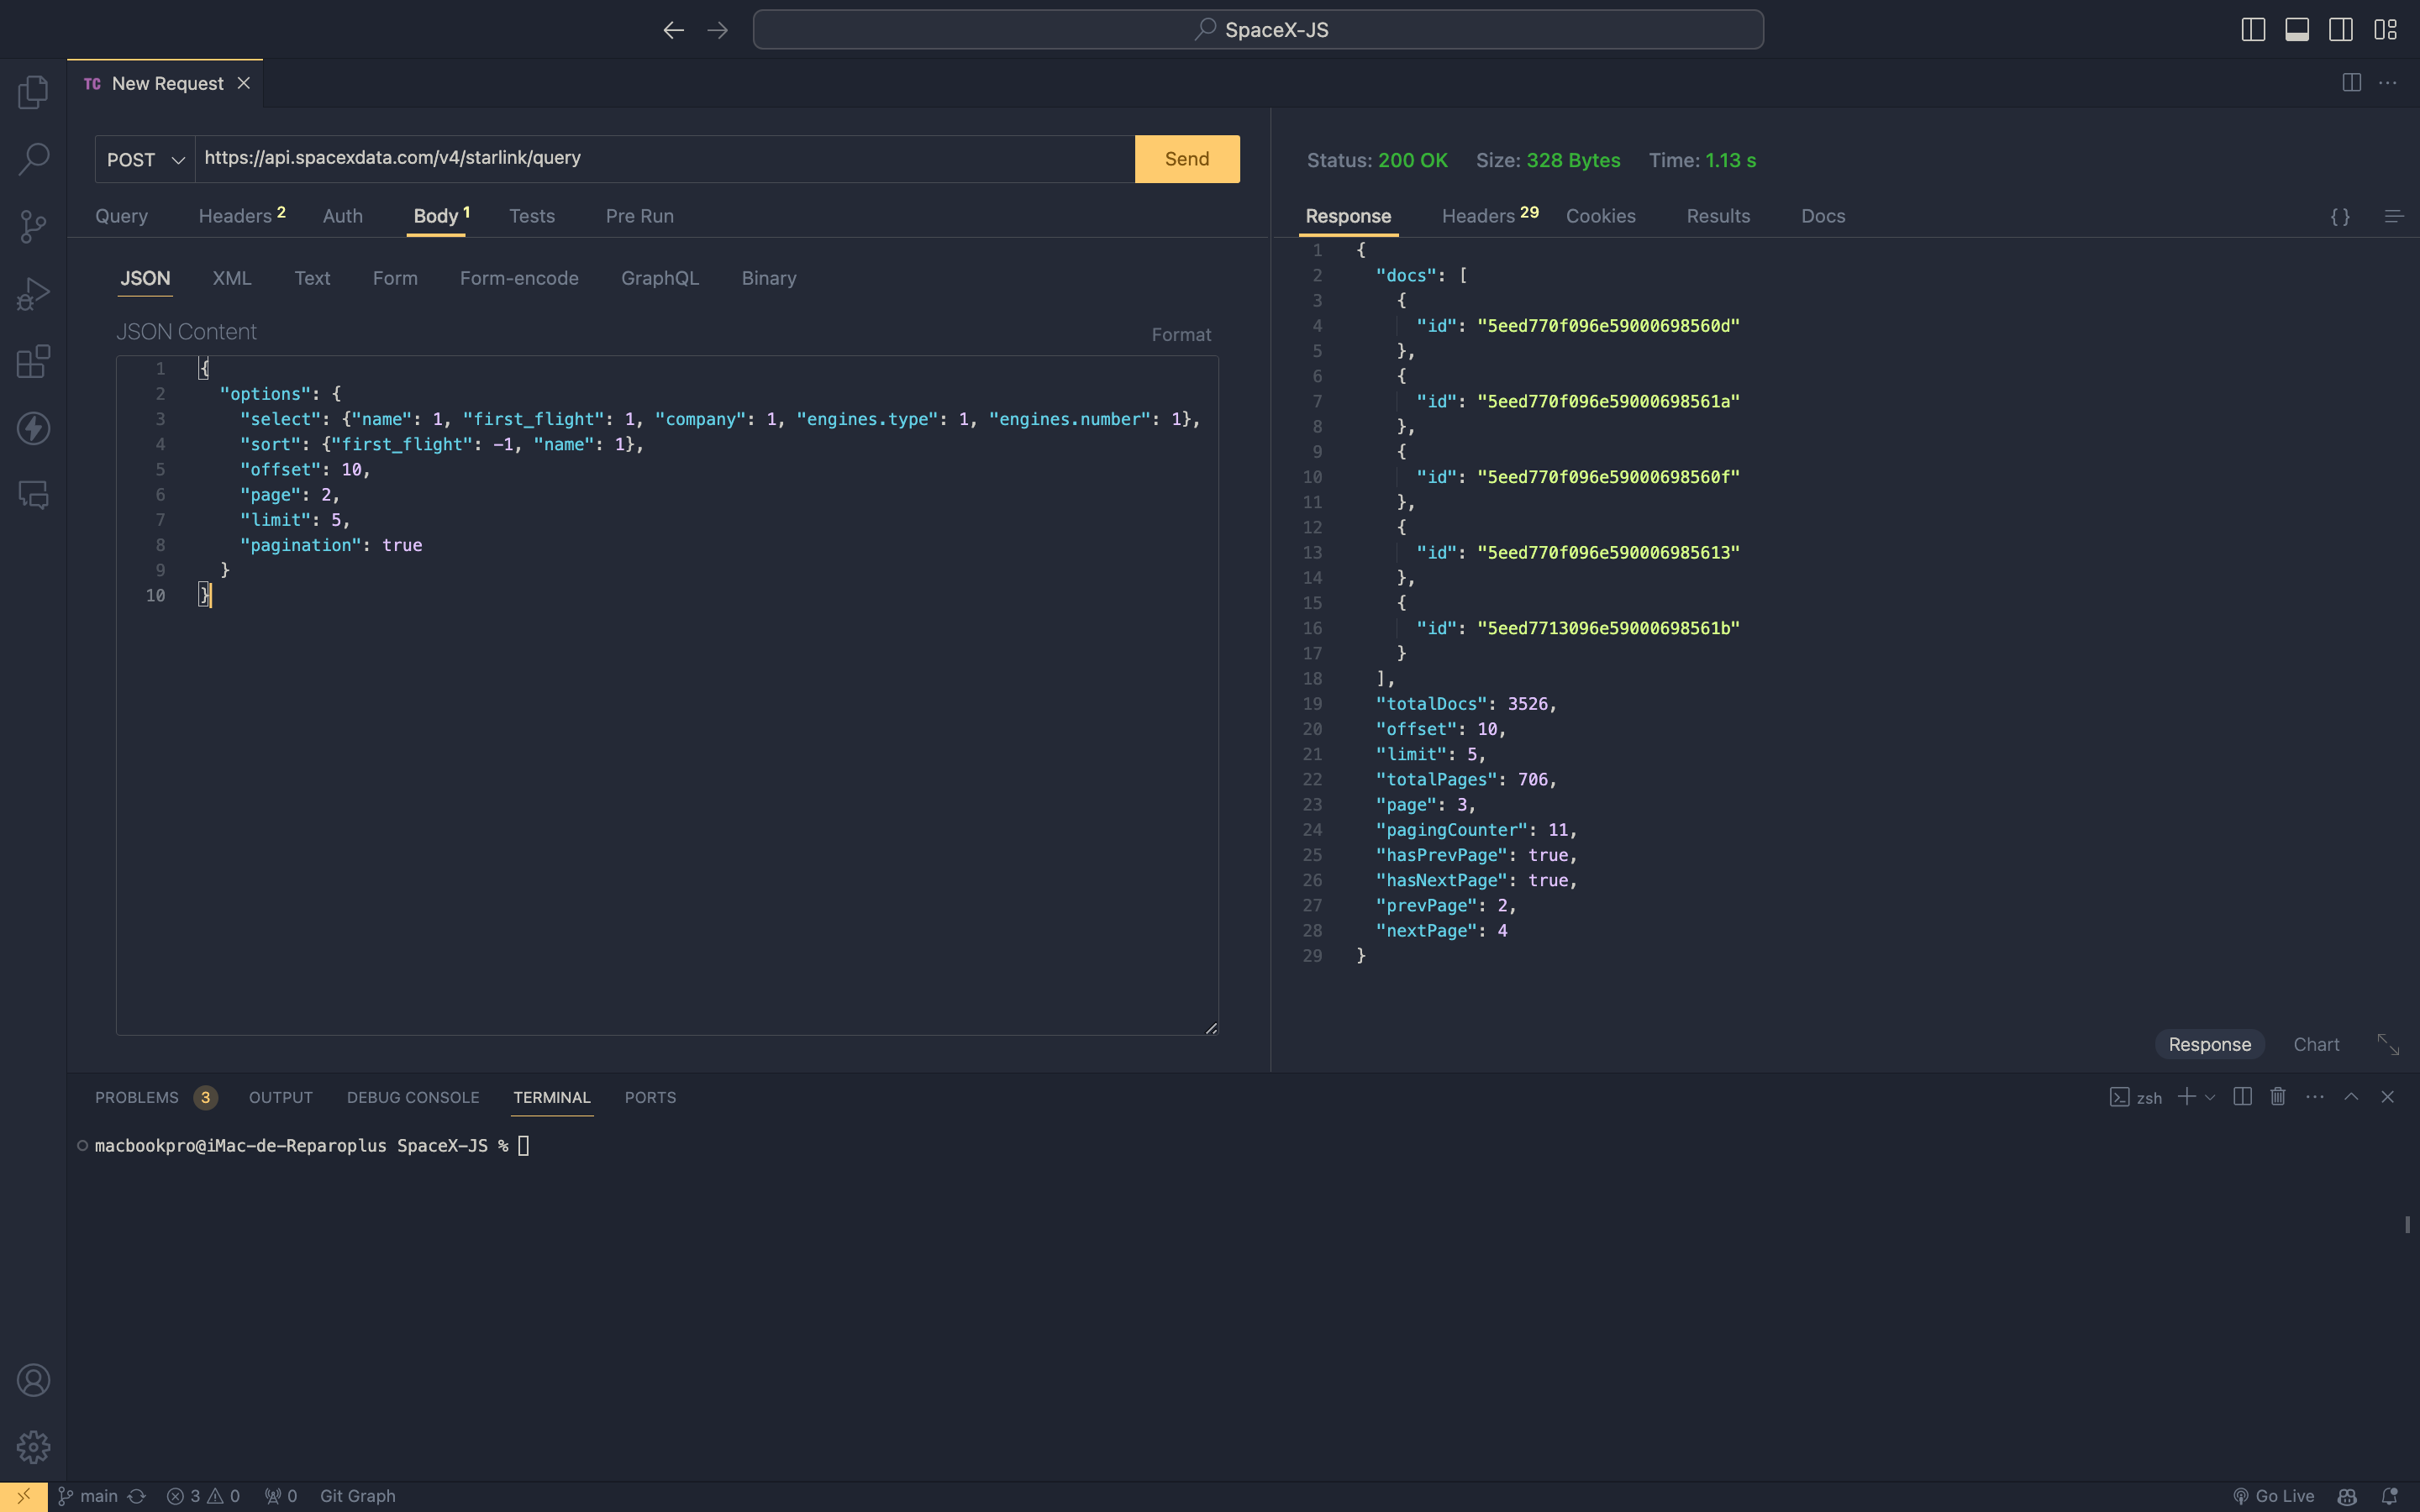 SpaceX-JS
TC New Request
POST https://api.spacexdata.com/v4/starlink/query Send
Query Headers 2 Auth Body 1 Tests Pre Run
JSON XML Text Form Form-encode GraphQL Binary
JSON Content Format
1 {
2 "options": {
3 "select": {"name": 1, "first_flight": 1, "company": 1, "engines.type": 1, "engines.number": 1},
4 "sort": {"first_flight": -1, "name": 1},
5 "offset": 10,
6 "page": 2,
7 "limit": 5,
8 "pagination": true
9 }
10 }
Status: 200 OK Size: 328 Bytes Time: 1.13 s
Response Headers 29 Cookies Results Docs { }
1 {
2 "docs": [
3 {
4 "id": "5eed770f096e59000698560d"
5 },
6 {
7 "id": "5eed770f096e59000698561a"
8 },
9 {
10 "id": "5eed770f096e59000698560f"
11 },
12 {
13 "id": "5eed770f096e590006985613"
14 },
15 {
16 "id": "5eed7713096e59000698561b"
17 }
18 ],
19 "totalDocs": 3526,
20 "offset": 10,
21 "limit": 5,
22 "totalPages": 706,
23 "page": 3,
24 "pagingCounter": 11,
25 "hasPrevPage": true,
26 "hasNextPage": true,
27 "prevPage": 2,
28 "nextPage": 4
29 }
Response Chart
PROBLEMS 3 OUTPUT DEBUG CONSOLE TERMINAL PORTS zsh
macbookpro@iMac-de-Reparoplus SpaceX-JS %
main 3 0 0 Git Graph Go Live